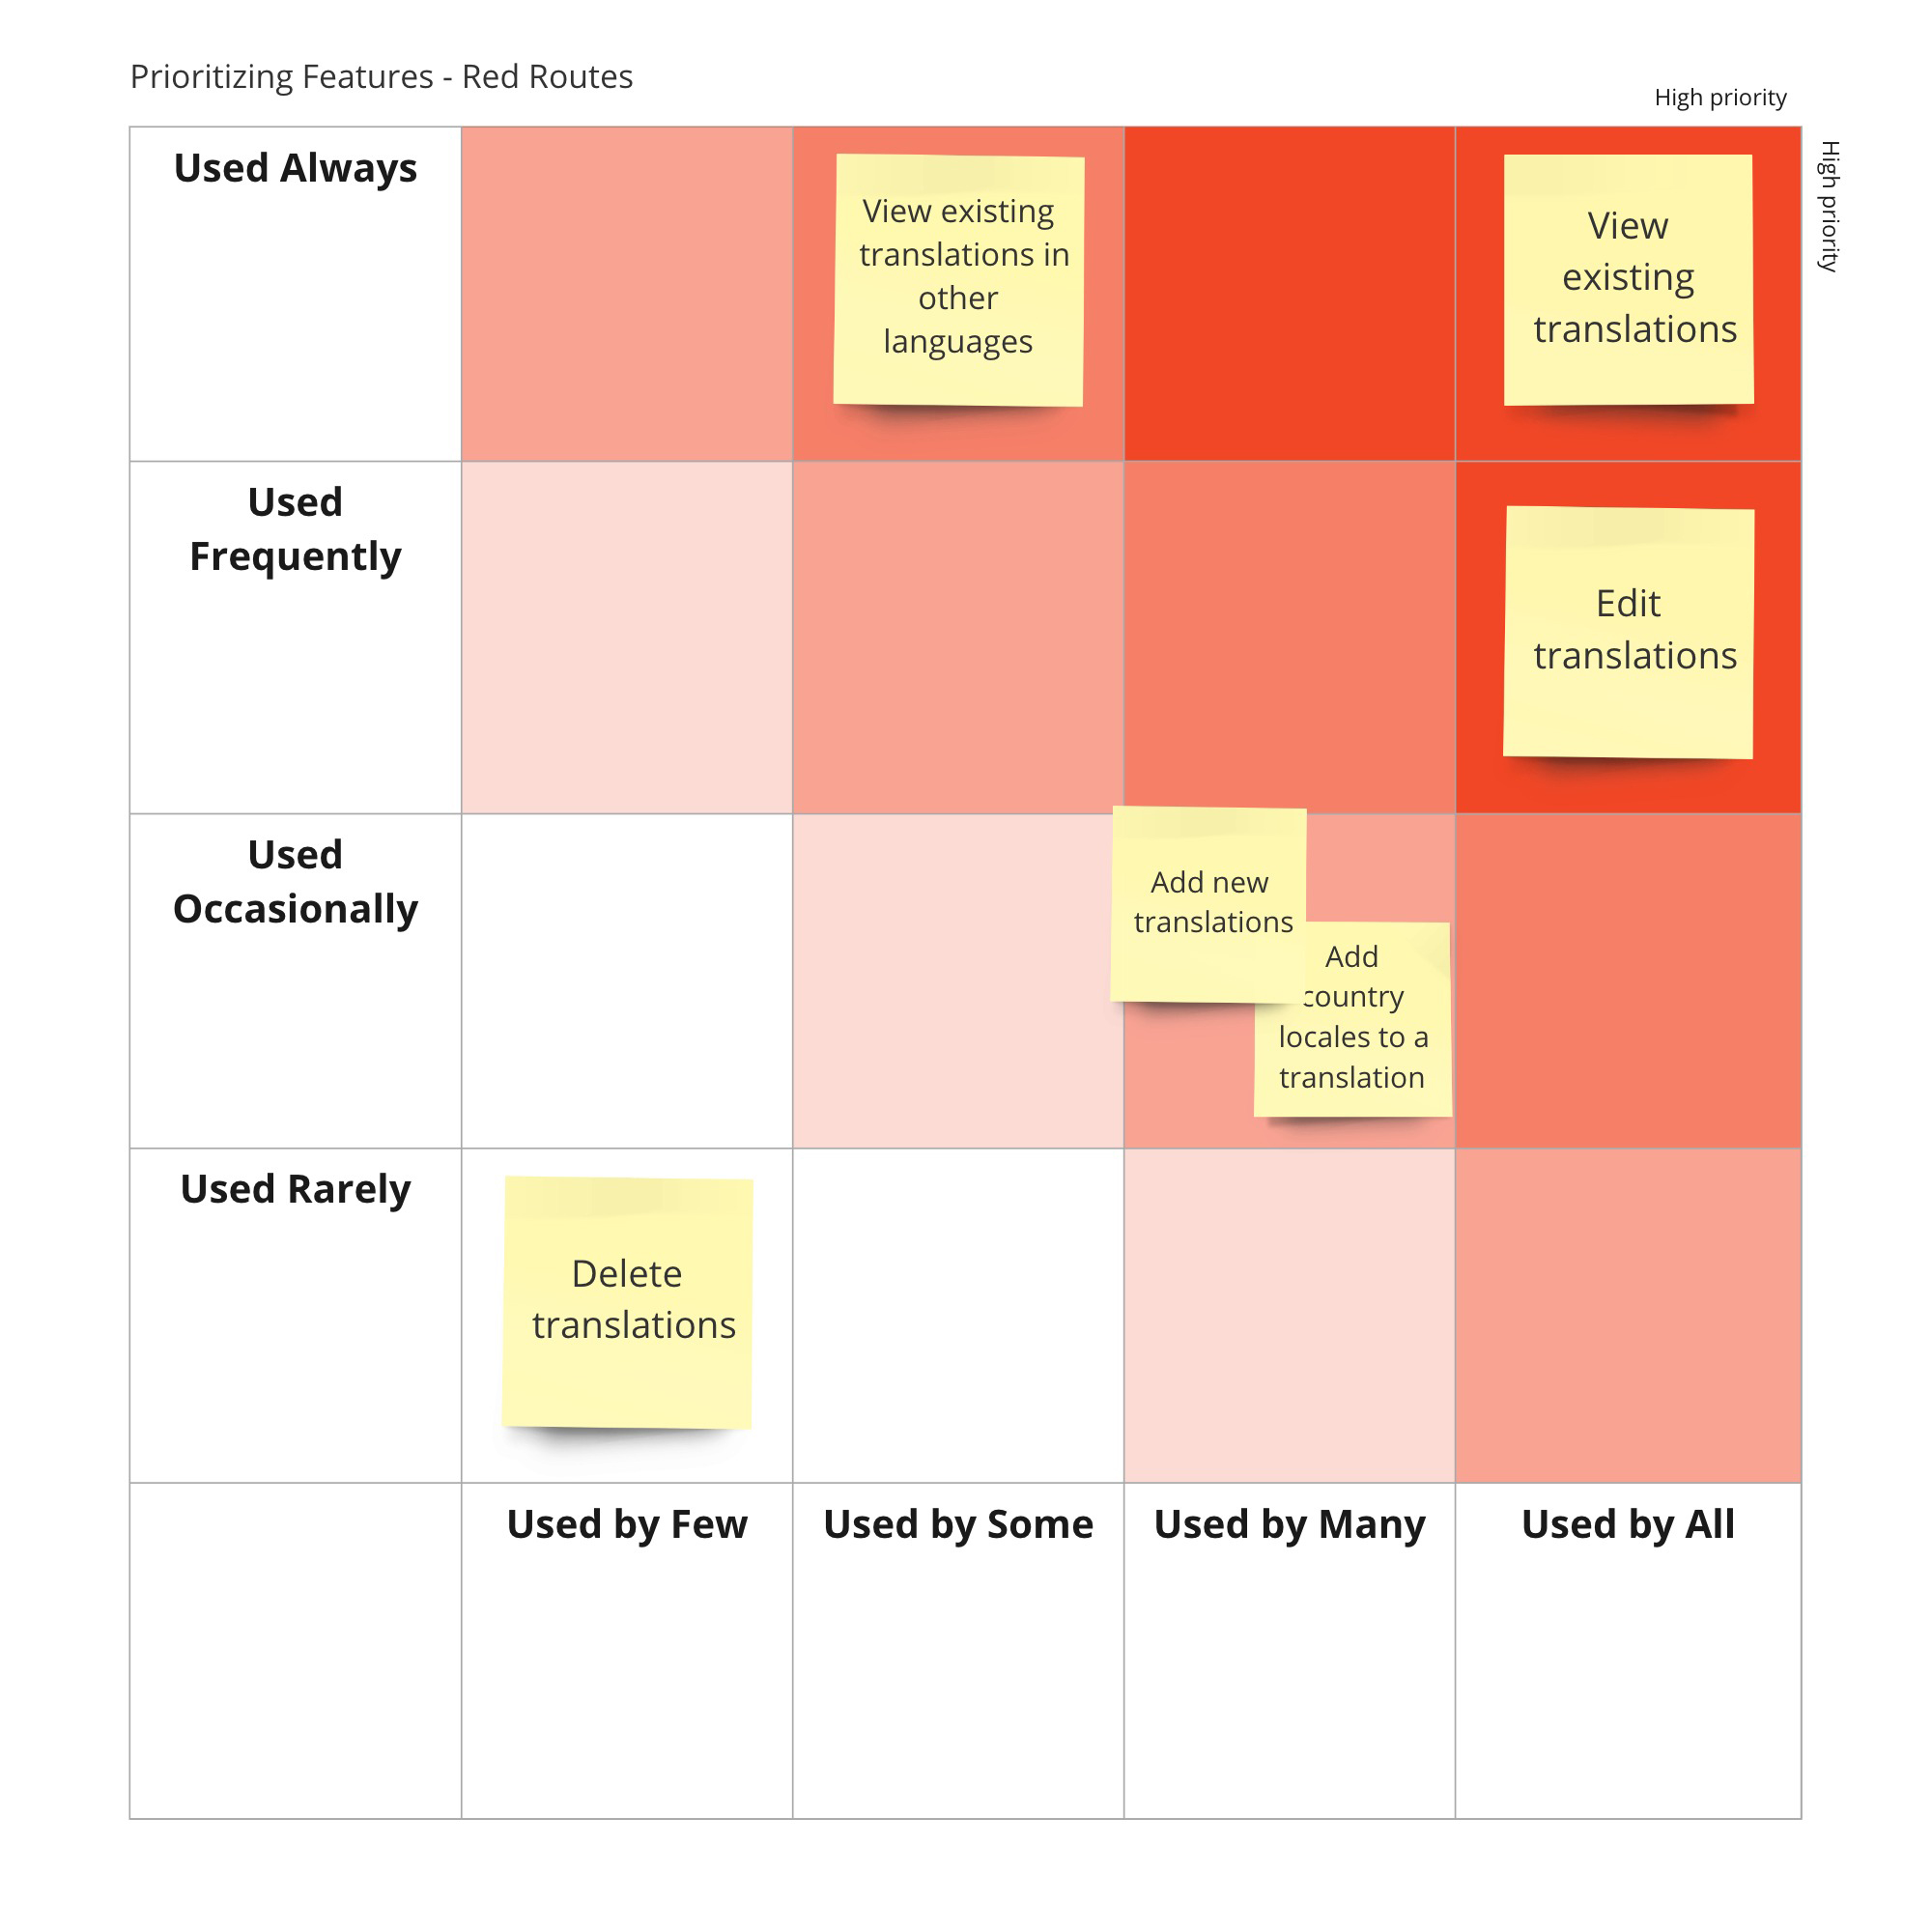 Prioritizing Features - Red Routes
High priority
High priority
Used Always
View existing
translations in
other
languages
View
existing
translations
Used
Frequently
Edit
translations
Used
Occasionally
Add new
translations
Add
country
locales to a
translation
Used Rarely
Delete
translations
Used by Few
Used by Some
Used by Many
Used by All